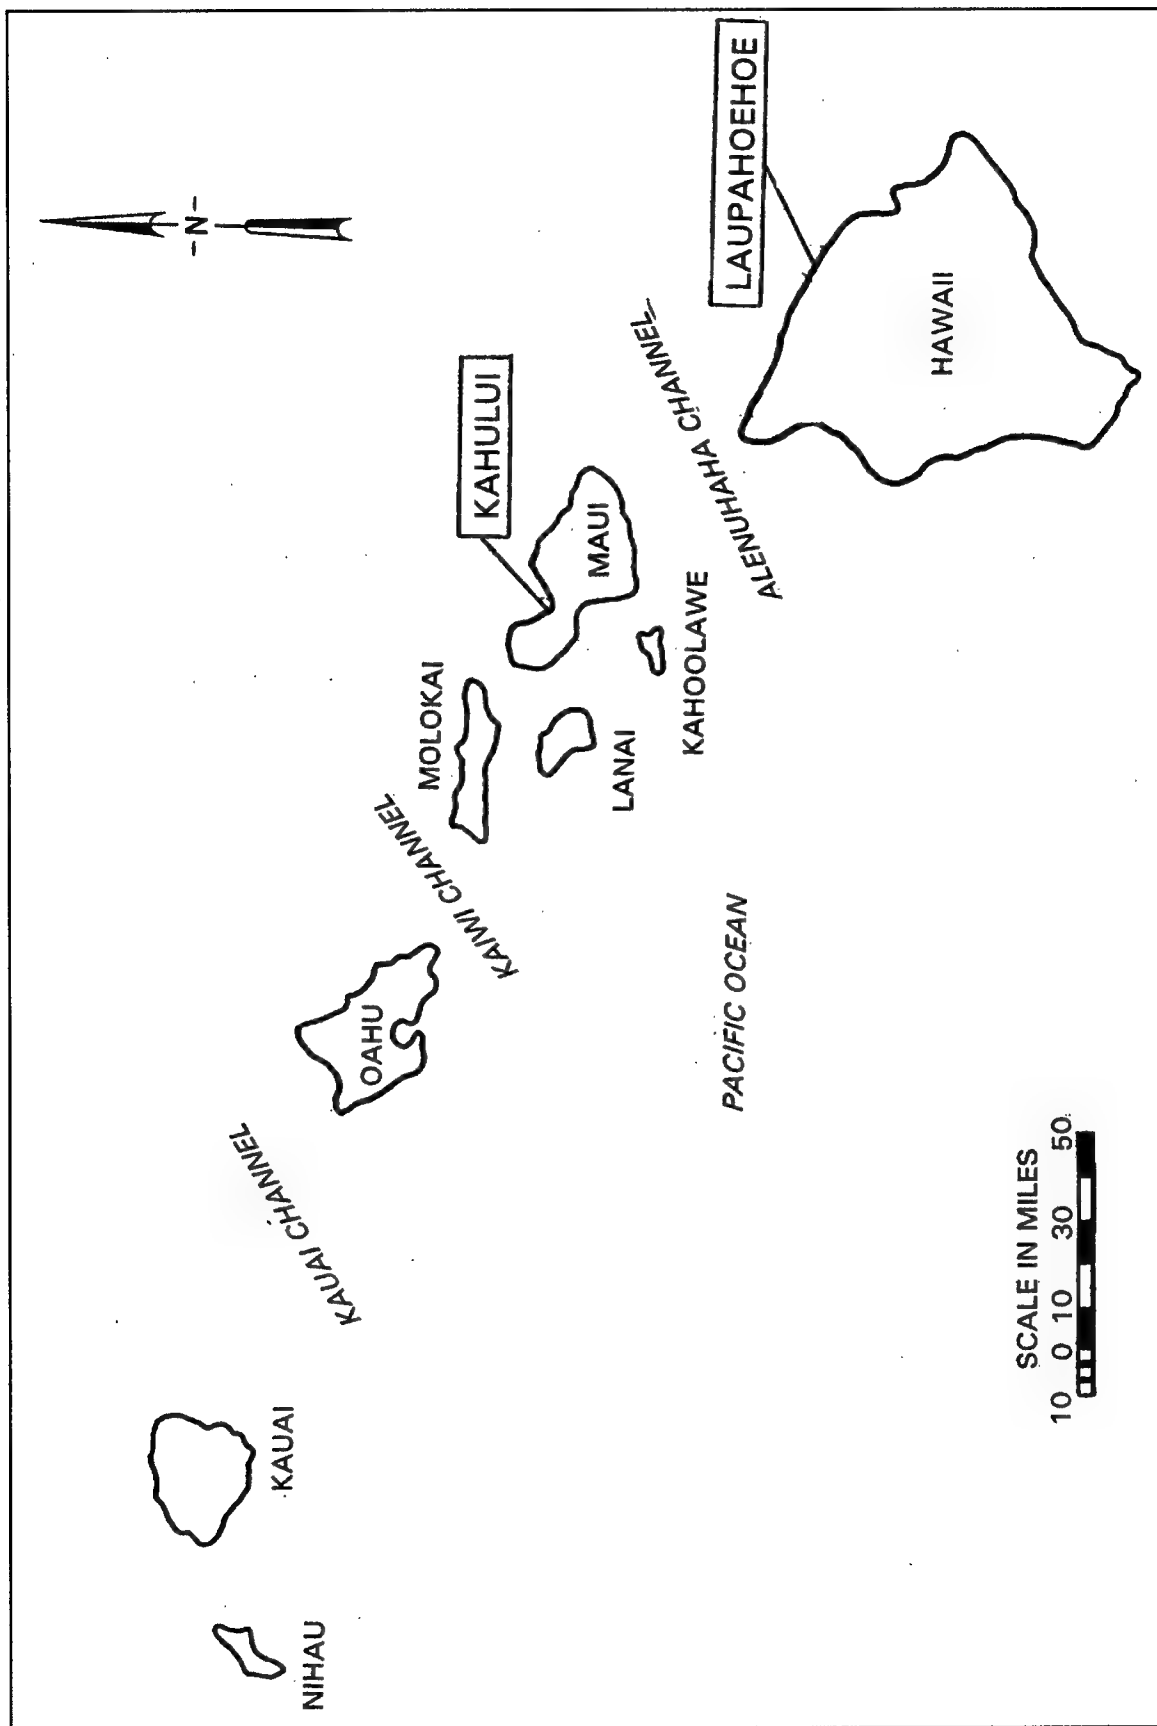 -N-
LAUPAHOEHOE
KAHULUI
KAUAI CHANNEL
KAIWI CHANNEL
ALENUHAHA CHANNEL
NIHAU
KAUAI
OAHU
MOLOKAI
LANAI
MAUI
KAHOOLAWE
HAWAII
PACIFIC OCEAN
SCALE IN MILES
10 0 10 30 50